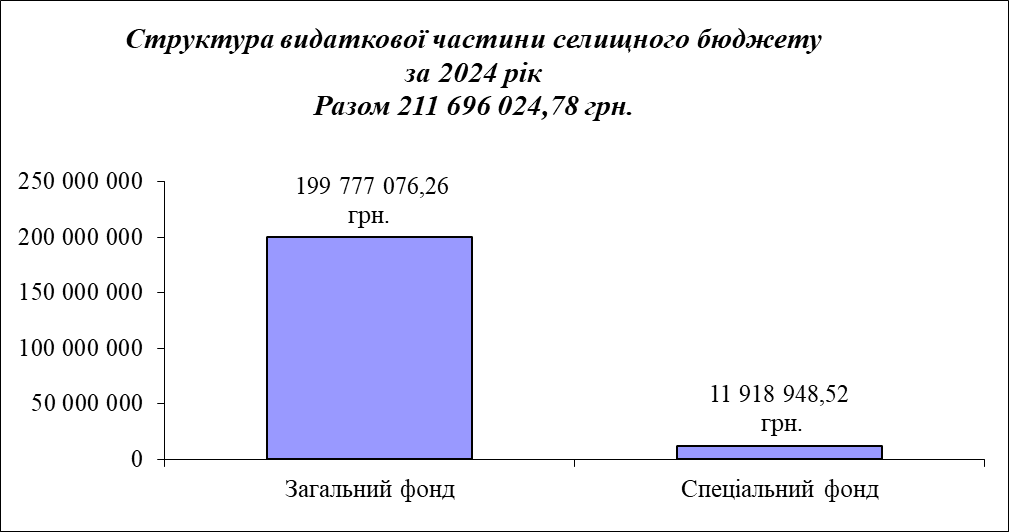 Структура видаткової частини селищного бюджету
за 2024 рік
Разом 211 696 024,78 грн.
250 000 000
200 000 000
150 000 000
100 000 000
50 000 000
0
199 777 076,26
грн.
11 918 948,52
грн.
Загальний фонд
Спеціальний фонд